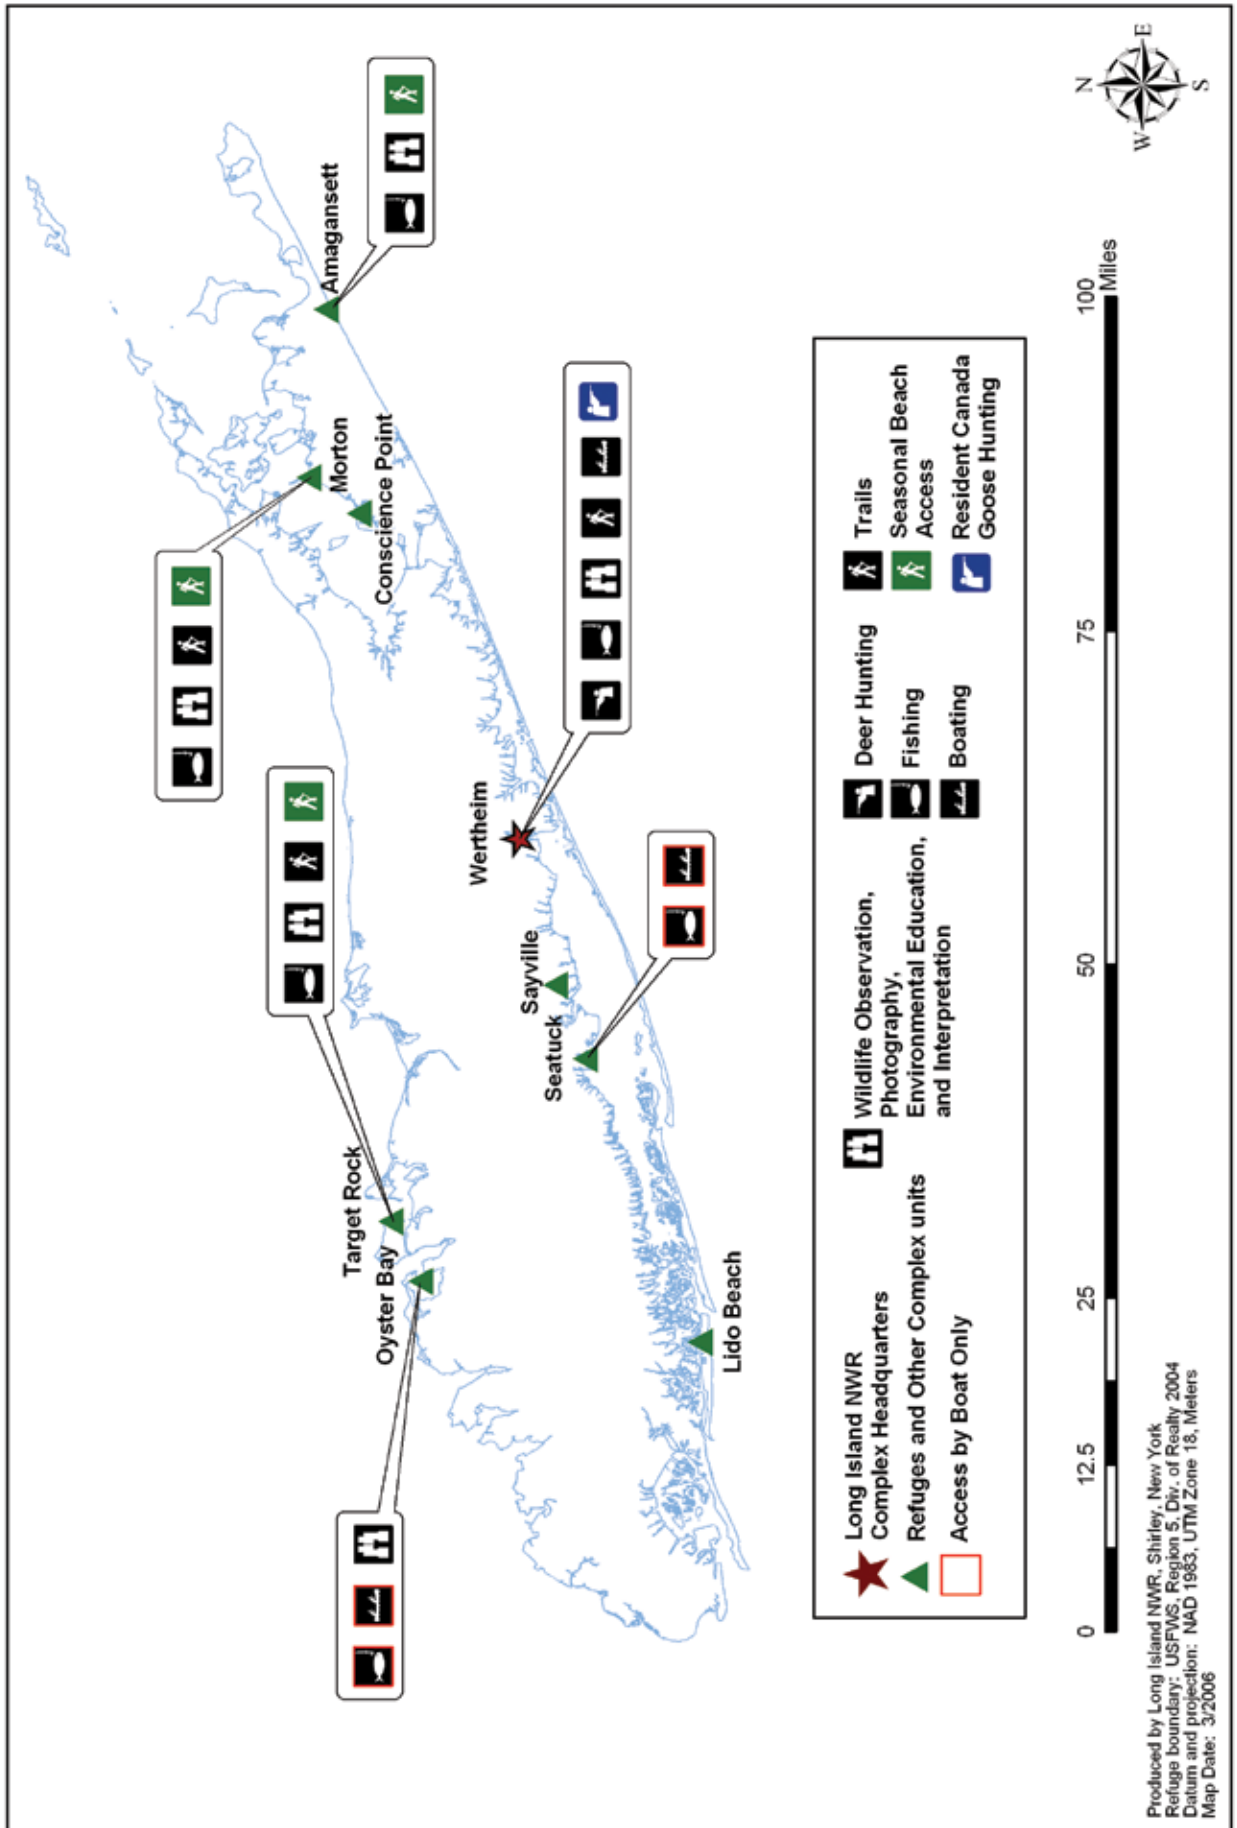 Amagansett
Morton
Conscience Point
Wertheim
Sayville
Seatuck
Target Rock
Oyster Bay
Lido Beach
N
W
E
S
Long Island NWR
Complex Headquarters
Refuges and Other Complex units
Access by Boat Only
Wildlife Observation,
Photography,
Environmental Education,
and Interpretation
Deer Hunting
Fishing
Boating
Trails
Seasonal Beach
Access
Resident Canada
Goose Hunting
0
12.5
25
50
75
100
Miles
Produced by Long Island NWR, Shirley, New York
Refuge boundary: USFWS, Region 5, Div. of Realty 2004
Datum and projection: NAD 1983, UTM Zone 18, Meters
Map Date: 3/2006